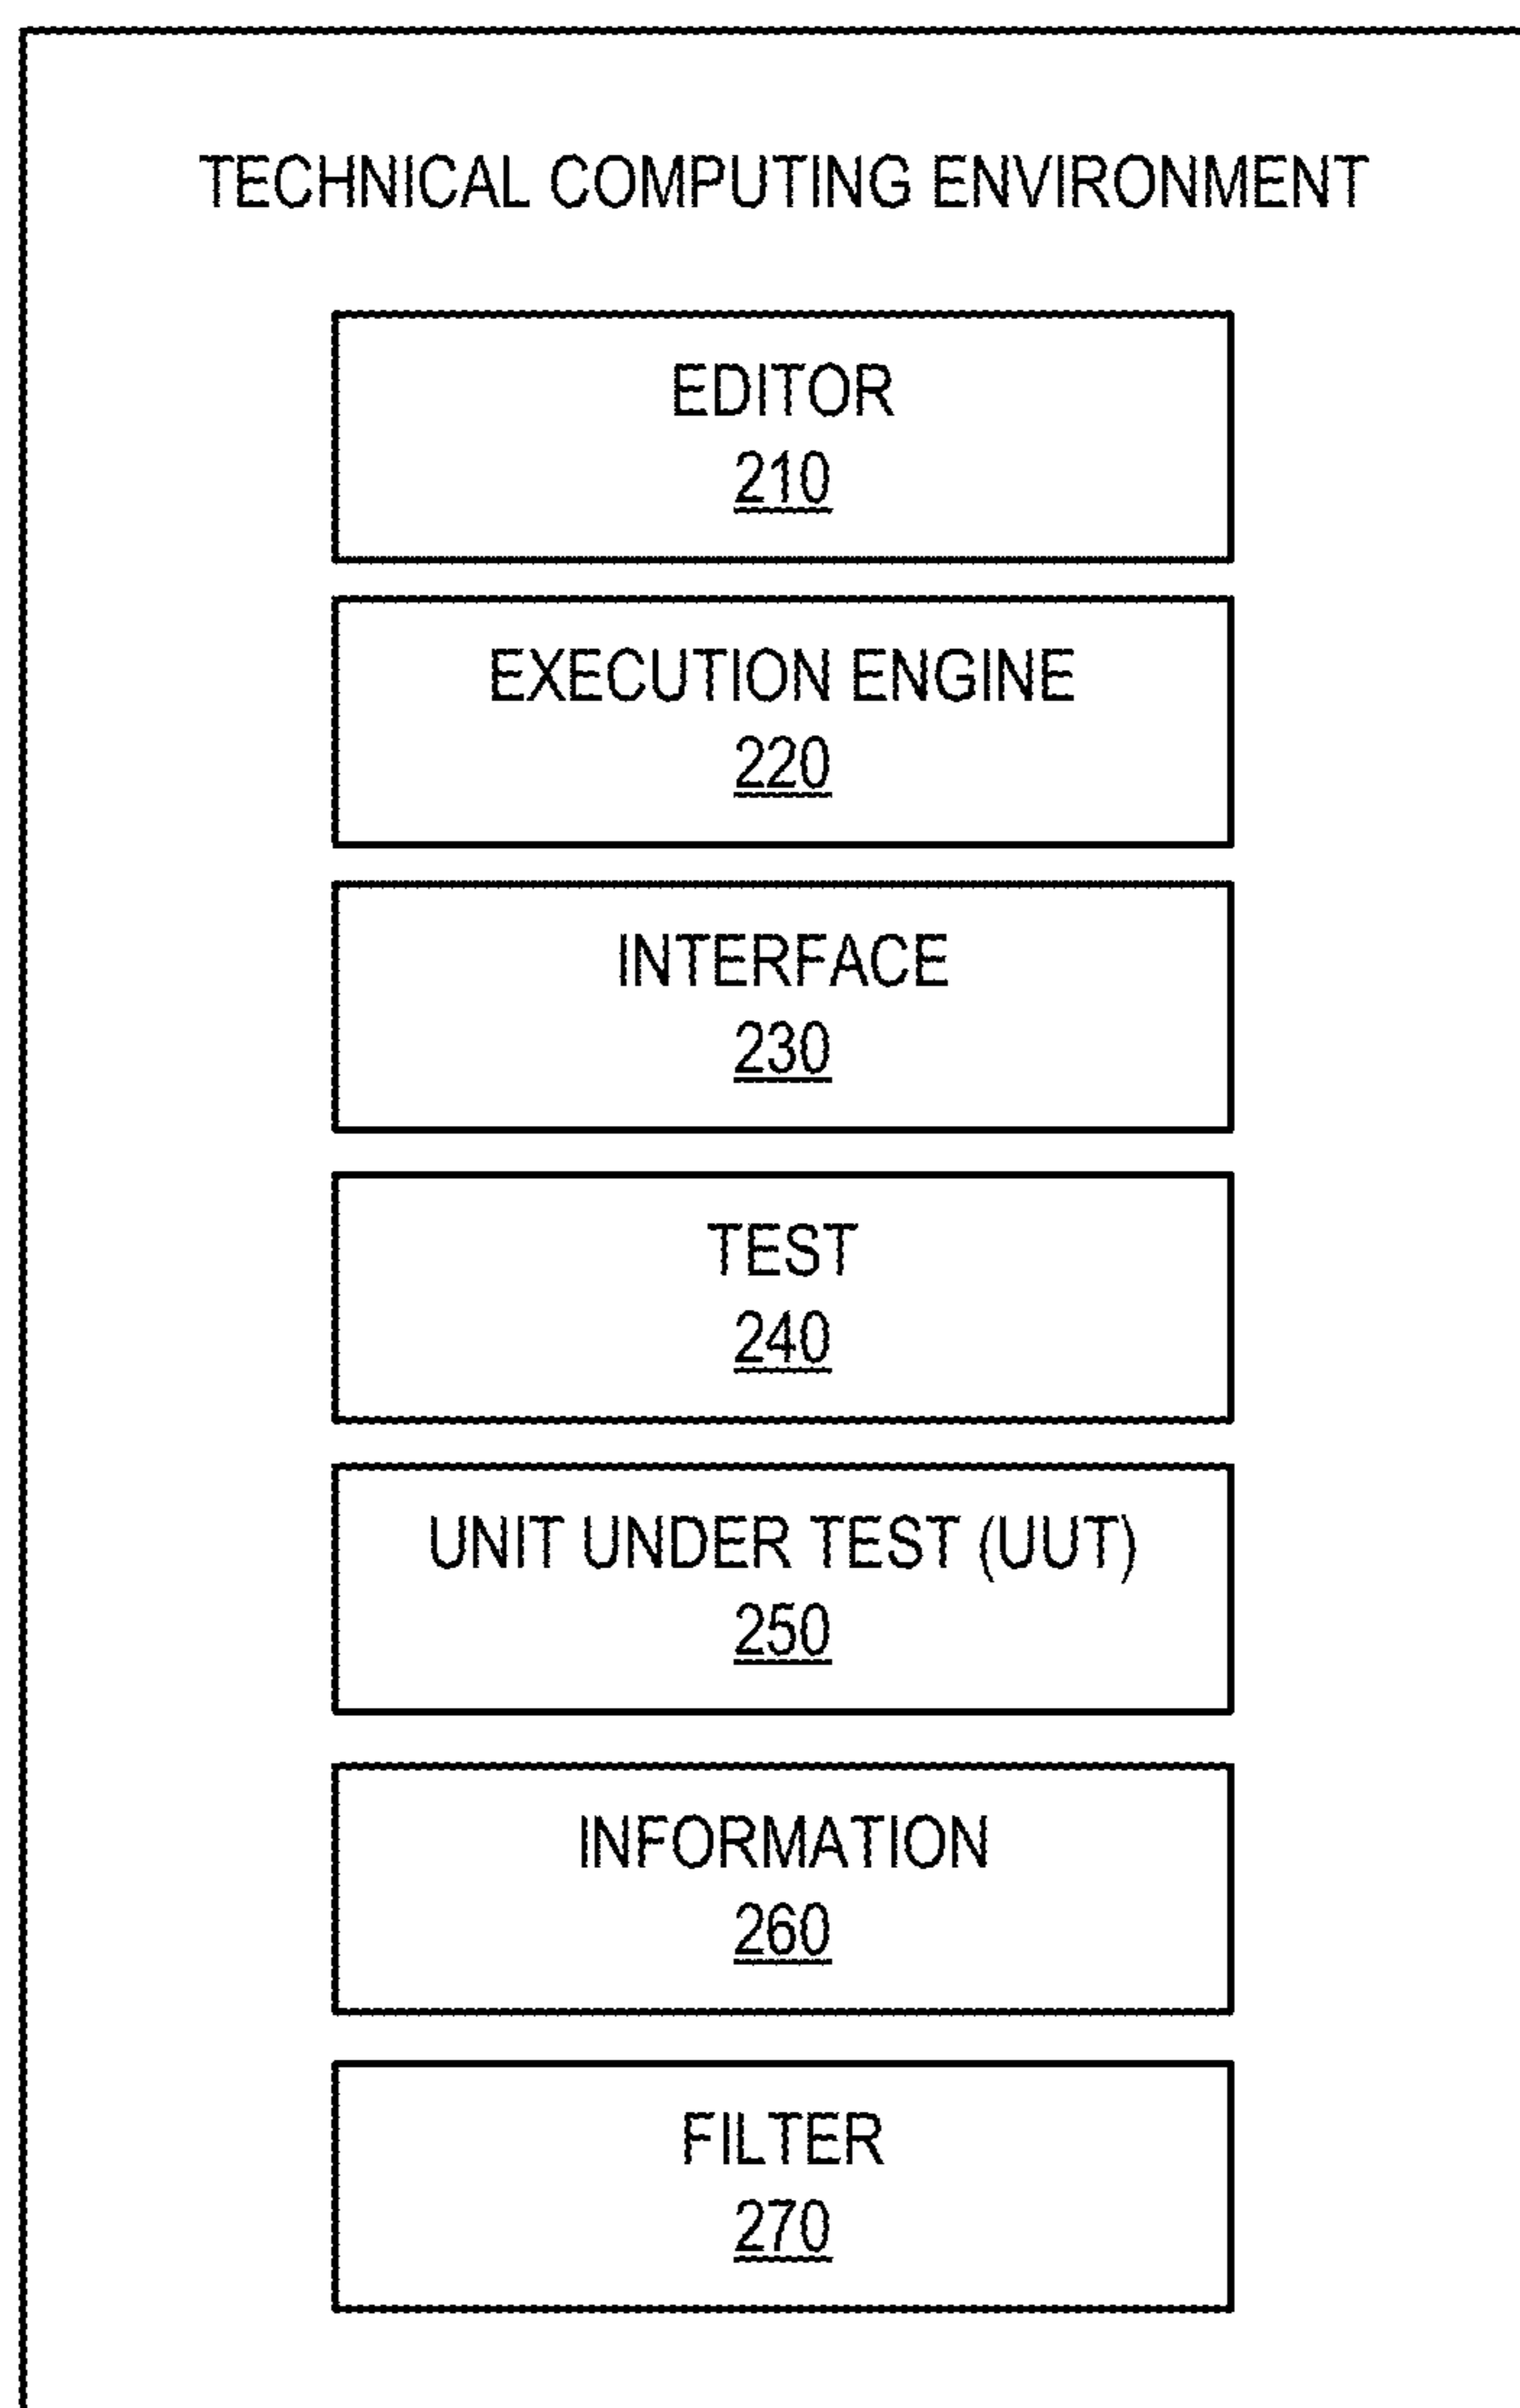 TECHNICAL COMPUTING ENVIRONMENT
EDITOR
210
EXECUTION ENGINE
220
INTERFACE
230
TEST
240
UNIT UNDER TEST (UUT)
250
INFORMATION
260
FILTER
270